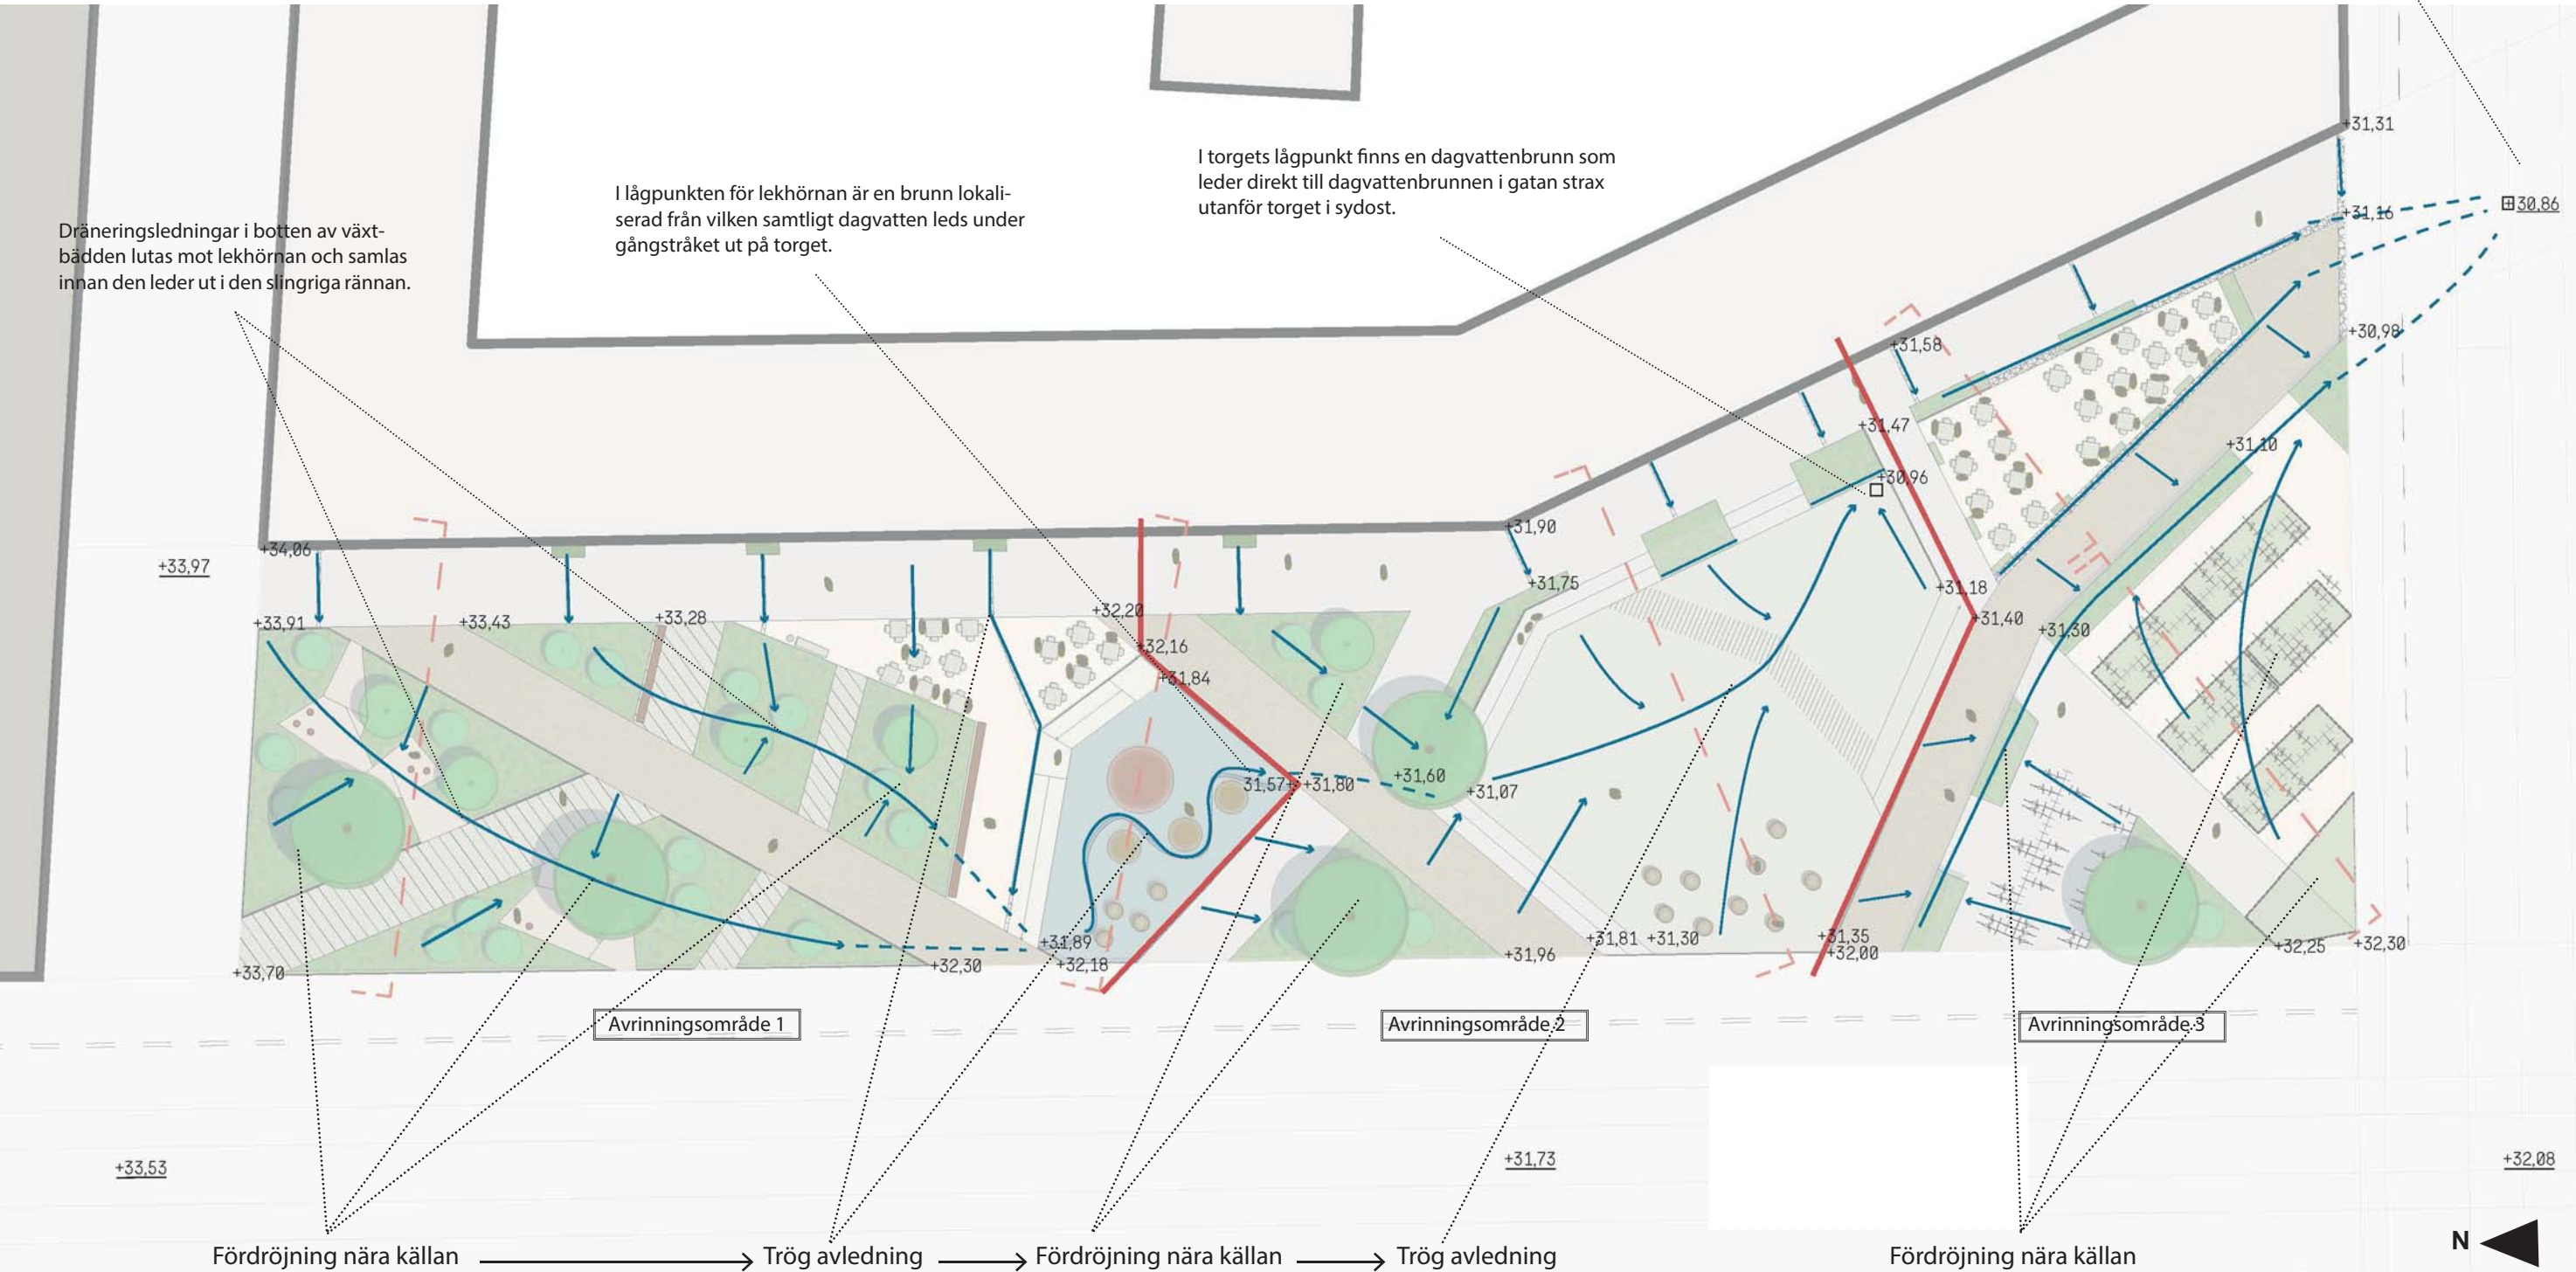 Dräneringsledningar i botten av växt-
bädden lutas mot lekhörnan och samlas
innan den leder ut i den slingriga rännan.
I lågpunkten för lekhörnan är en brunn lokali-
serad från vilken samtligt dagvatten leds under
gångstråket ut på torget.
I torgets lågpunkt finns en dagvattenbrunn som
leder direkt till dagvattenbrunnen i gatan strax
utanför torget i sydost.
+31,31
30,86
+31,16
+30,98
+31,58
+31,47
+31,10
+30,96
+31,90
+34,06
+33,97
+31,75
+31,18
+32,20
+31,40
+33,91
+33,43
+33,28
+31,30
+32,16
+31,84
+31,60
31,57+
+31,80
+31,07
+31,89
+31,81
+31,30
+31,35
+32,00
+32,25
+32,30
+31,96
+32,30
+32,18
+33,70
Avrinningsområde 1
Avrinningsområde 2
Avrinningsområde 3
+33,53
+31,73
+32,08
Fördröjning nära källan
Trög avledning
Fördröjning nära källan
Trög avledning
Fördröjning nära källan
N